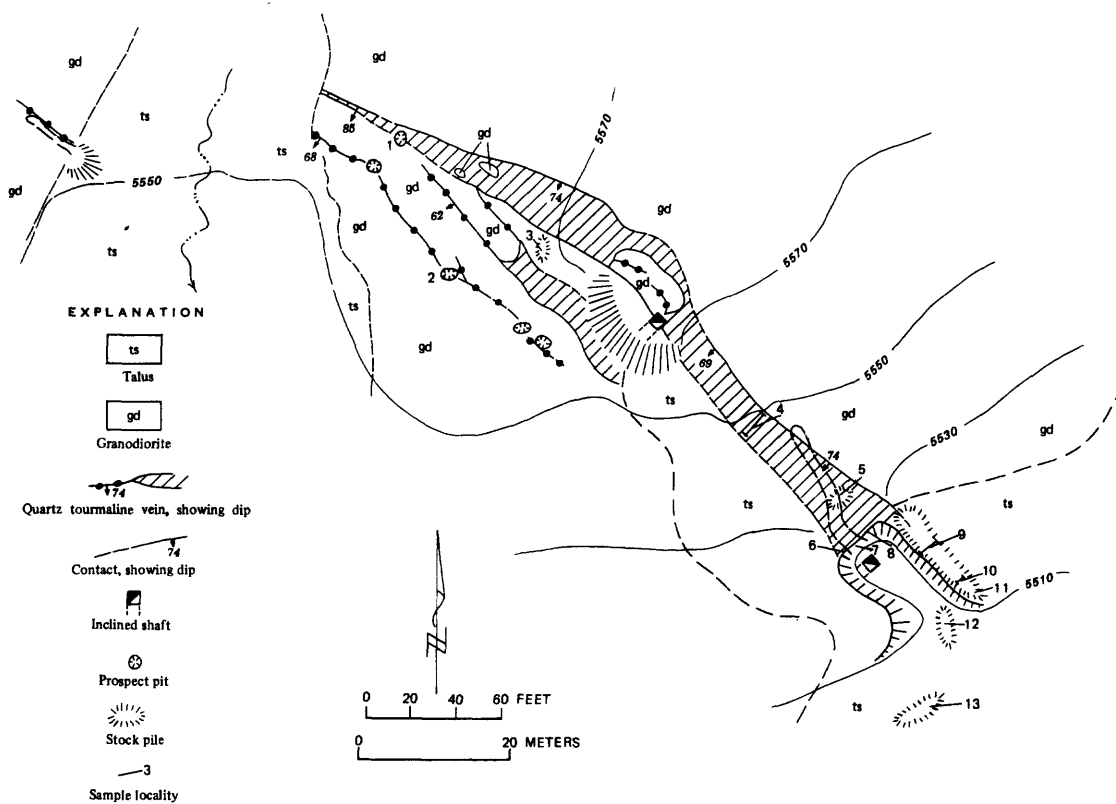 gd
gd
gd
5570
ts
85
1
gd
5550
ts
68
gd
74
gd
gd
62
gd
3
5570
gd
ts
gd
2
EXPLANATION
ts
ts
Talus
gd
69
5550
gd
Granodiorite
ts
4
gd
5530
gd
74
74
5
Quartz tourmaline vein, showing dip
ts
ts
74
Contact, showing dip
6
7
8
9
10
11
5510
Inclined shaft
12
Prospect pit
N
0 20 40 60 FEET
ts
13
Stock pile
0 20 METERS
3
Sample locality